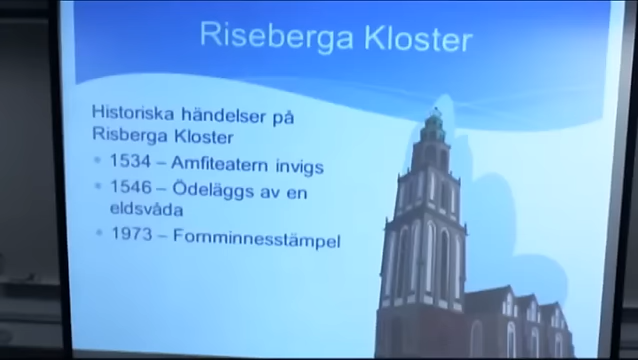 Riseberga Kloster
Historiska händelser på
Risberga Kloster
• 1534 – Amfiteatern invigs
• 1546 – Ödeläggs av en
eldsvåda
• 1973 – Fornminnesstämpel